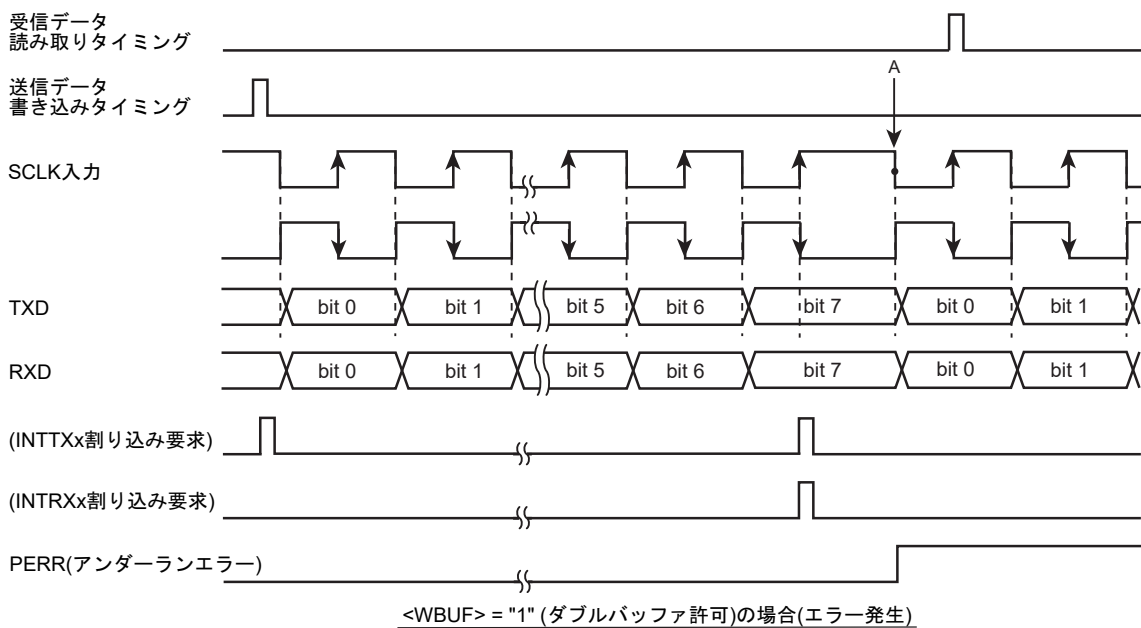 受信データ
読み取りタイミング
A
送信データ
書き込みタイミング
SCLK入力
TXD
bit 0
bit 1
bit 5
bit 6
bit 7
bit 0
bit 1
RXD
bit 0
bit 1
bit 5
bit 6
bit 7
bit 0
bit 1
(INTTXx割り込み要求)
(INTRXx割り込み要求)
PERR(アンダーランエラー)
<WBUF> = "1" (ダブルバッファ許可)の場合(エラー発生)